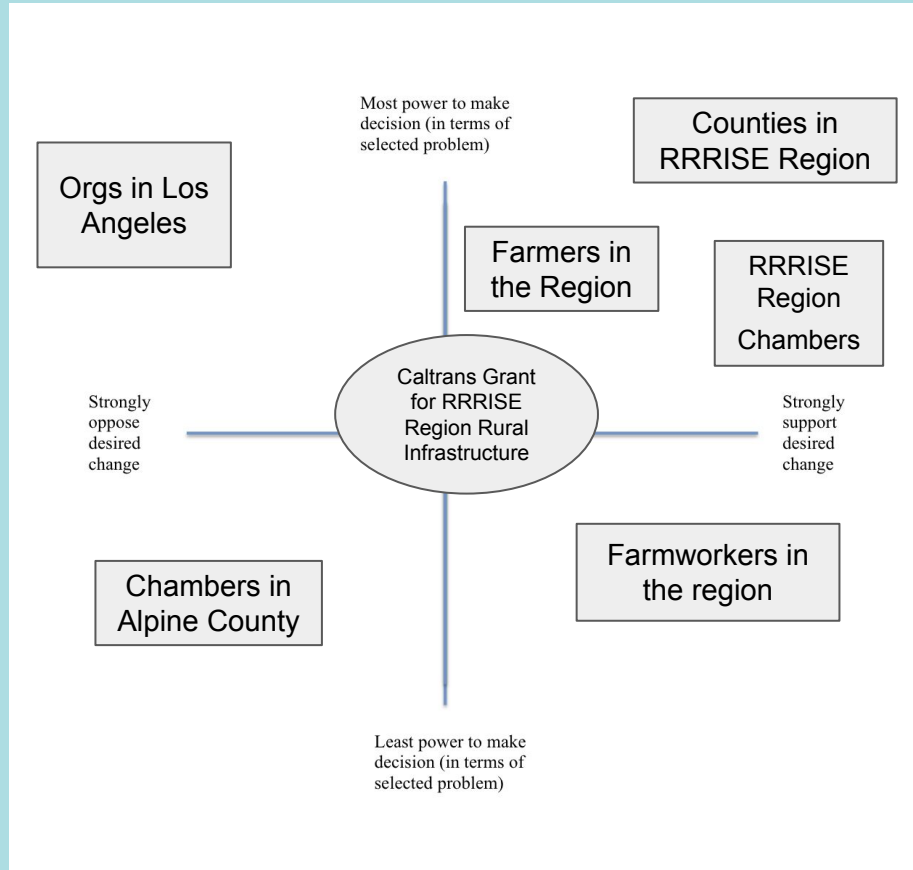 Most power to make
decision (in terms of
selected problem)
Counties in
RRRISE Region
Orgs in Los
Angeles
Farmers in
the Region
RRRISE
Region
Chambers
Caltrans Grant
for RRRISE
Region Rural
Infrastructure
Strongly
oppose
desired
change
Strongly
support
desired
change
Farmworkers in
the region
Chambers in
Alpine County
Least power to make
decision (in terms of
selected problem)